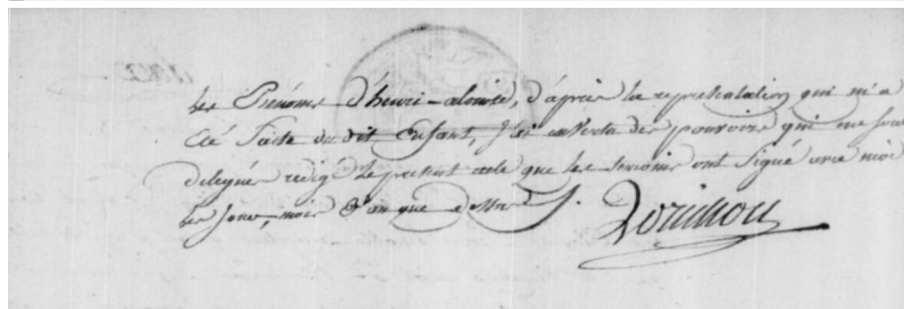 les Prénoms d'henri-aloïse, d'après la représentation qui m'a
été Faite du dit Enfant, J'ai en Vertu des pouvoirs qui me sont
délégués rédigé le présent acte que les témoins ont Signé avec moi
les jour, mois & an que dessus